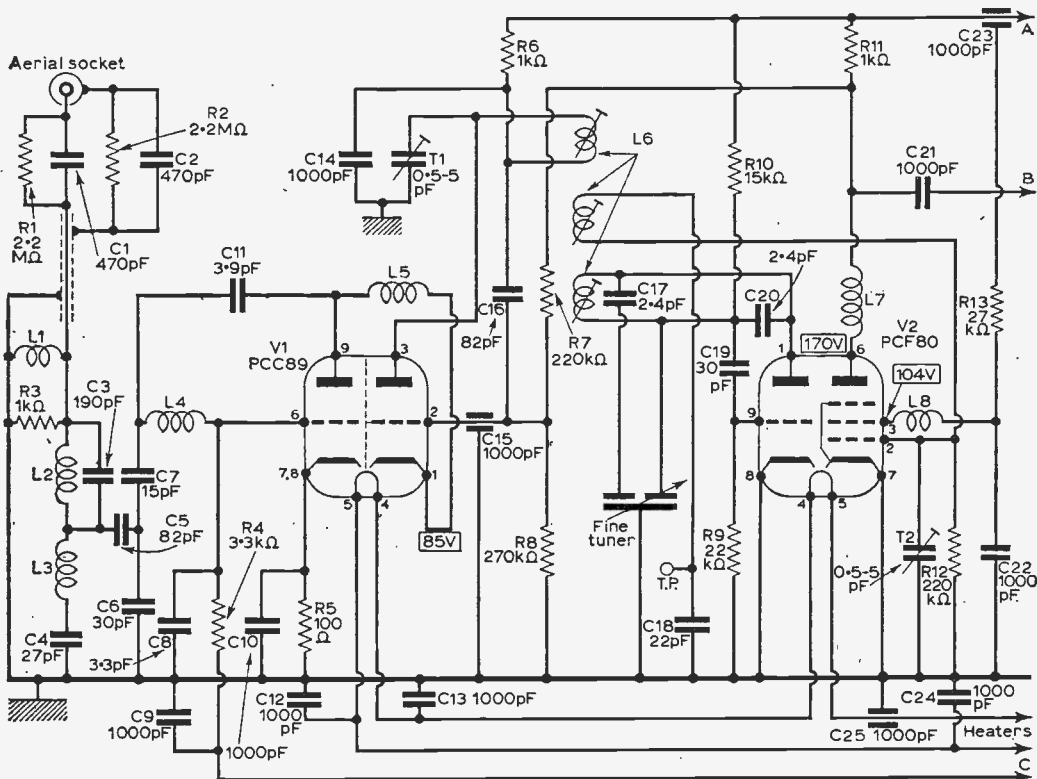 Aerial socket
R2
2·2MΩ
C2
470pF
R1
2·2
MΩ
C1
470pF
C11
3·9pF
L5
L1
R3
1kΩ
C3
190pF
L4
L2
C7
15pF
C5
82pF
L3
C6
30pF
C4
27pF
C8
3·3pF
R4
3·3kΩ
C9
1000pF
C10
1000pF
R5
100
Ω
C12
1000
pF
C13 1000pF
V1
PCC89
9
3
6
2
7,8
1
5
4
85V
R6
1kΩ
C14
1000pF
T1
0·5-5
pF
C16
82pF
C15
1000pF
R7
220kΩ
R8
270kΩ
L6
C17
2·4pF
2·4pF
C20
C19
30
pF
Fine
tuner
T.P.
C18
22pF
R10
15kΩ
R9
22
kΩ
R11
1kΩ
C21
1000pF
L7
V2
PCF80
170V
1
6
104V
9
3
2
8
7
4
5
L8
R13
27
kΩ
T2
0·5-5
pF
R12
220
kΩ
C22
1000
pF
C23
1000pF
C24
1000
pF
C25 1000pF
A
B
Heaters
C